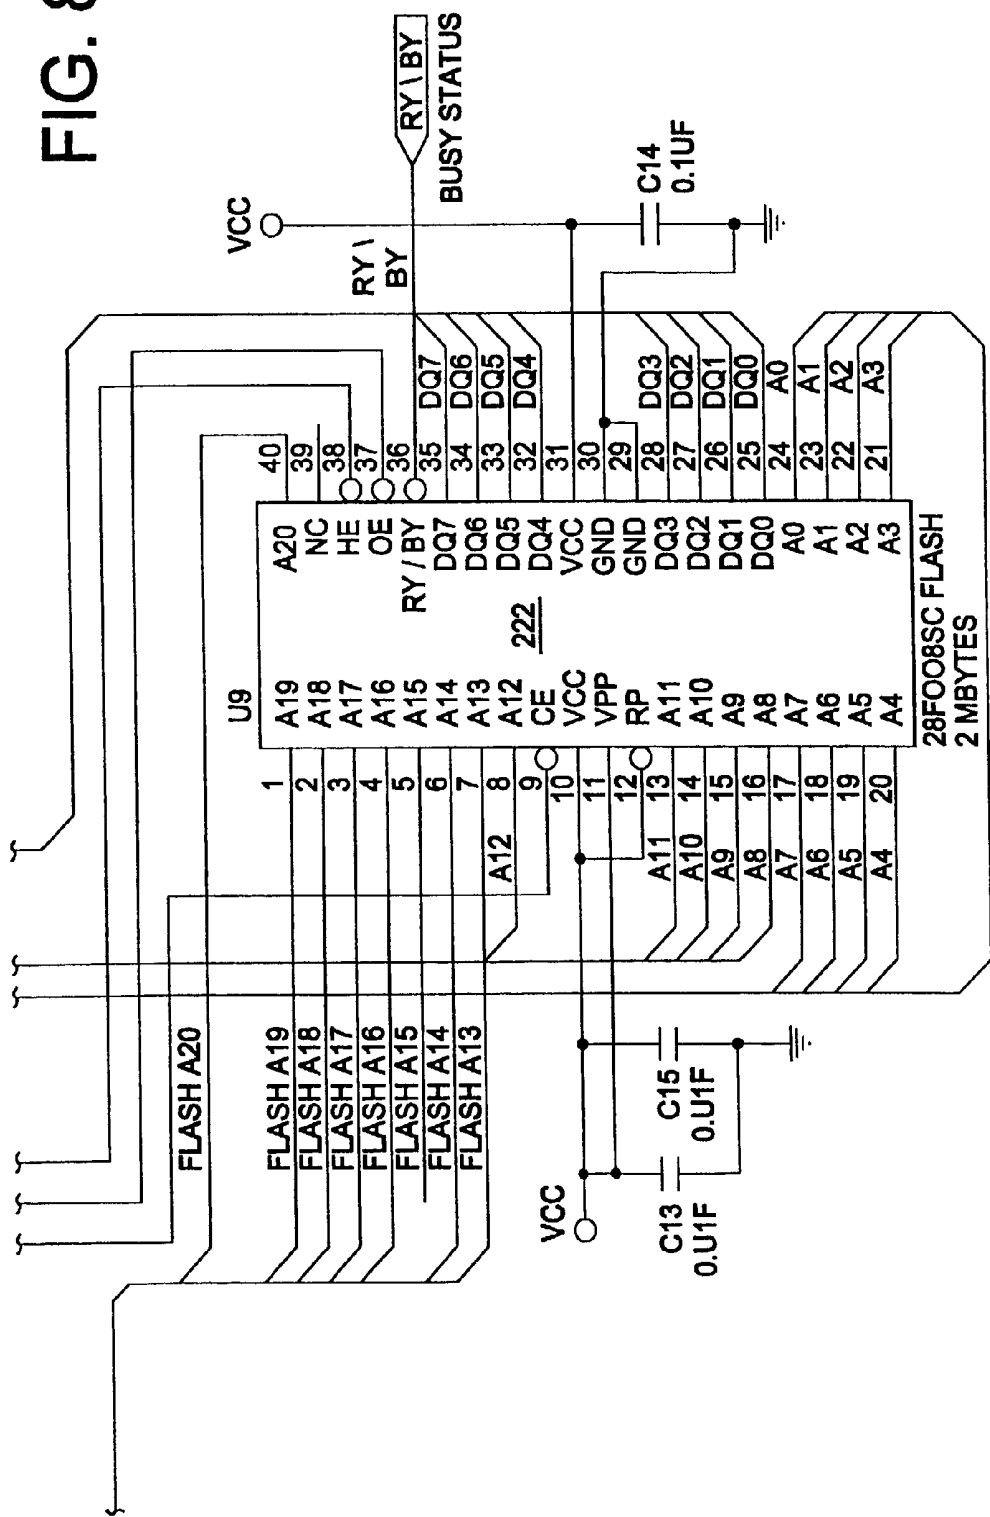 FIG. 8
RY \ BY
BUSY STATUS
VCC
RY \
BY
C14
0.1UF
U9
222
28FOO8SC FLASH
2 MBYTES
A19
A18
A17
A16
A15
A14
A13
A12
CE
VCC
VPP
RP
A11
A10
A9
A8
A7
A6
A5
A4
A20
NC
HE
OE
RY / BY
DQ7
DQ6
DQ5
DQ4
VCC
GND
GND
DQ3
DQ2
DQ1
DQ0
A0
A1
A2
A3
40
39
38
37
36
35
34
33
32
31
30
29
28
27
26
25
24
23
22
21
DQ7
DQ6
DQ5
DQ4
DQ3
DQ2
DQ1
DQ0
A0
A1
A2
A3
1
2
3
4
5
6
7
8
9
10
11
12
13
14
15
16
17
18
19
20
A12
A11
A10
A9
A8
A7
A6
A5
A4
FLASH A20
FLASH A19
FLASH A18
FLASH A17
FLASH A16
FLASH A15
FLASH A14
FLASH A13
VCC
C13
0.U1F
C15
0.U1F